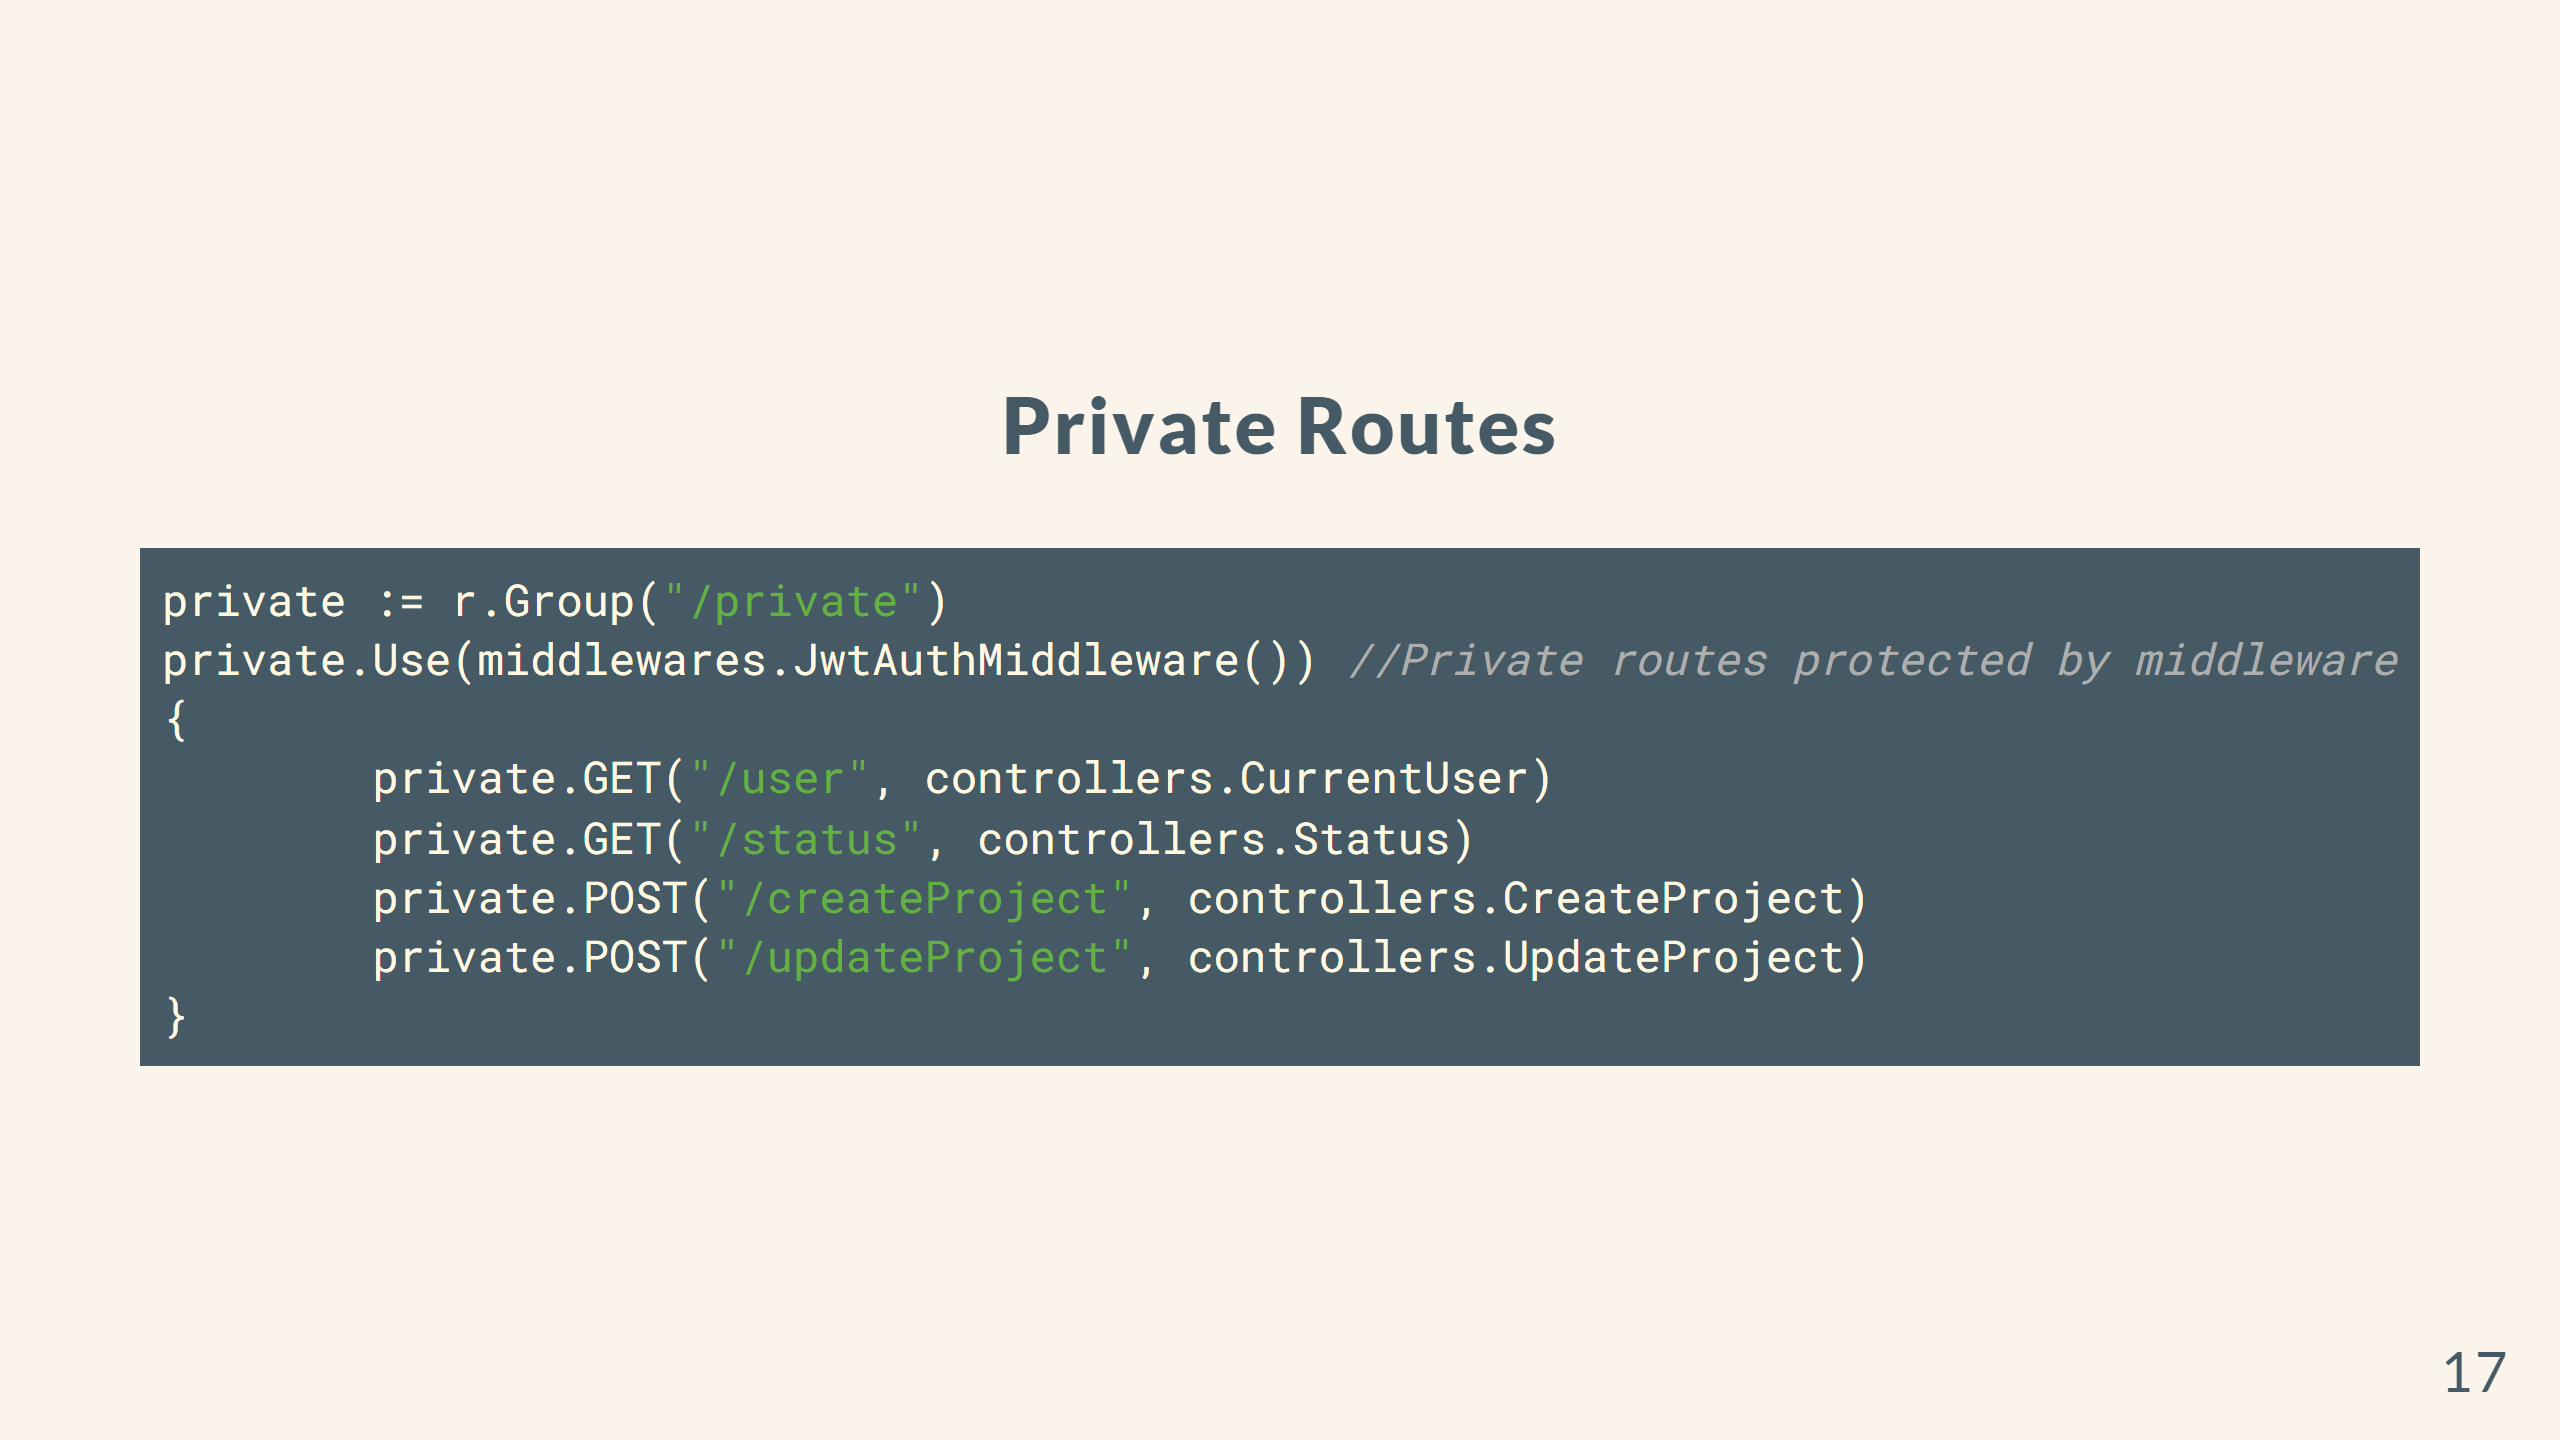 Private Routes
private := r.Group("/private")
private.Use(middlewares.JwtAuthMiddleware()) //Private routes protected by middleware
{
        private.GET("/user", controllers.CurrentUser)
        private.GET("/status", controllers.Status)
        private.POST("/createProject", controllers.CreateProject)
        private.POST("/updateProject", controllers.UpdateProject)
}
17